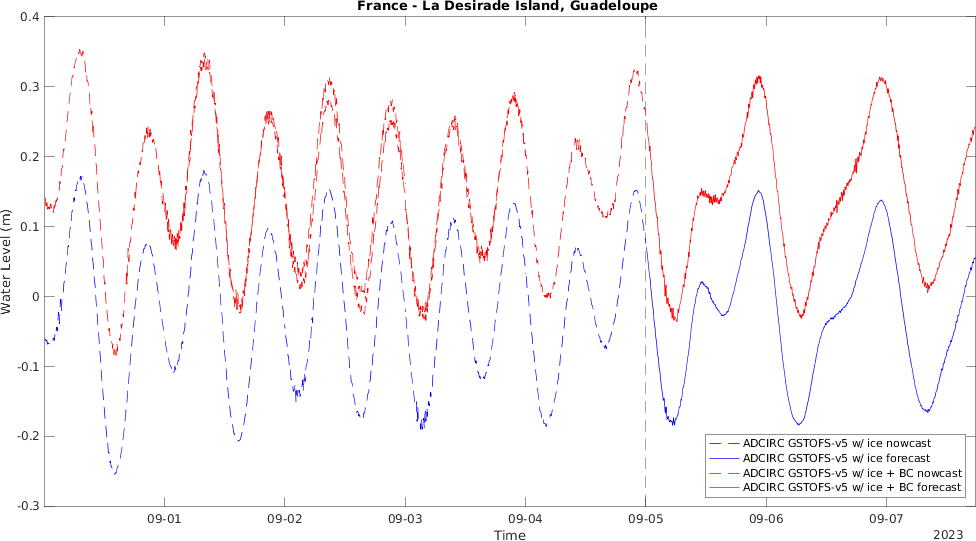 France - La Desirade Island, Guadeloupe
0.4
0.3
0.2
0.1
0
-0.1
-0.2
-0.3
Water Level (m)
09-01
09-02
09-03
09-04
09-05
09-06
09-07
Time
2023
ADCIRC GSTOFS-v5 w/ ice nowcast
ADCIRC GSTOFS-v5 w/ ice forecast
ADCIRC GSTOFS-v5 w/ ice + BC nowcast
ADCIRC GSTOFS-v5 w/ ice + BC forecast